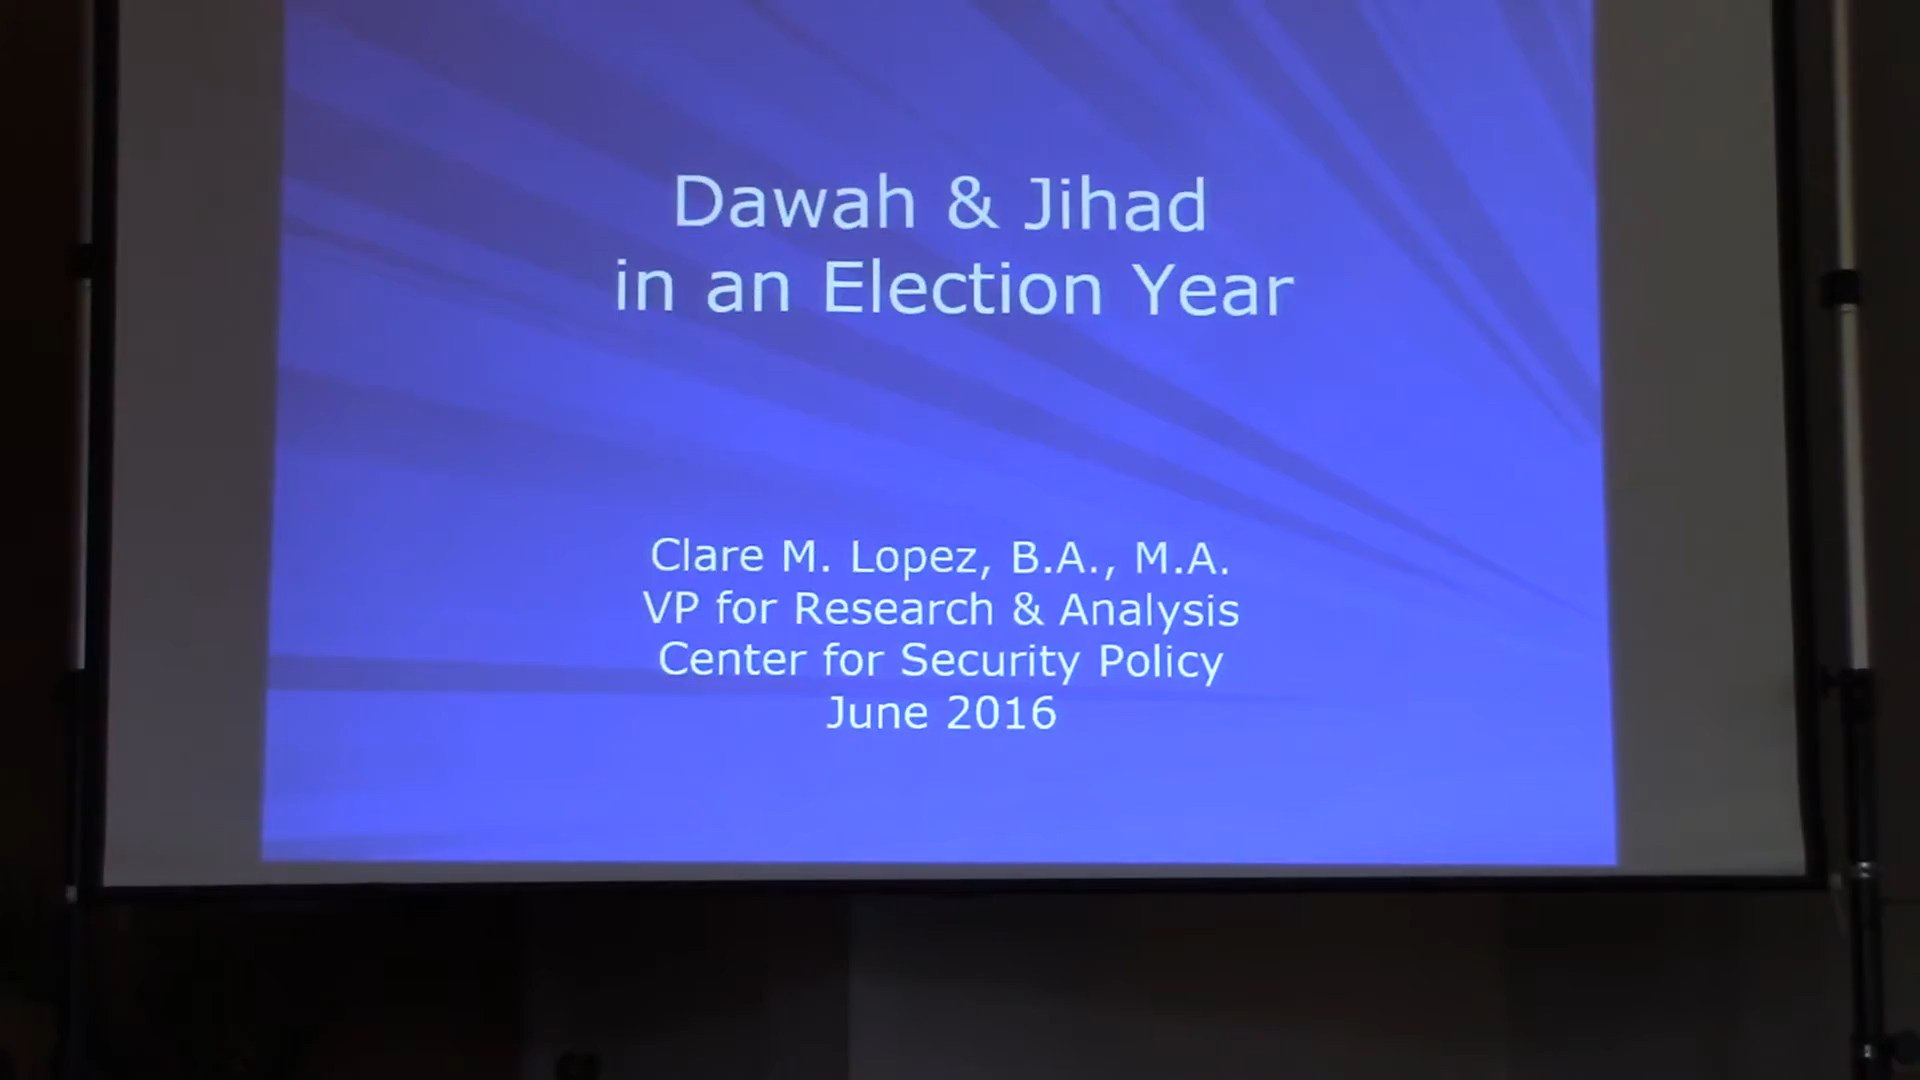 Dawah & Jihad
in an Election Year
Clare M. Lopez, B.A., M.A.
VP for Research & Analysis
Center for Security Policy
June 2016